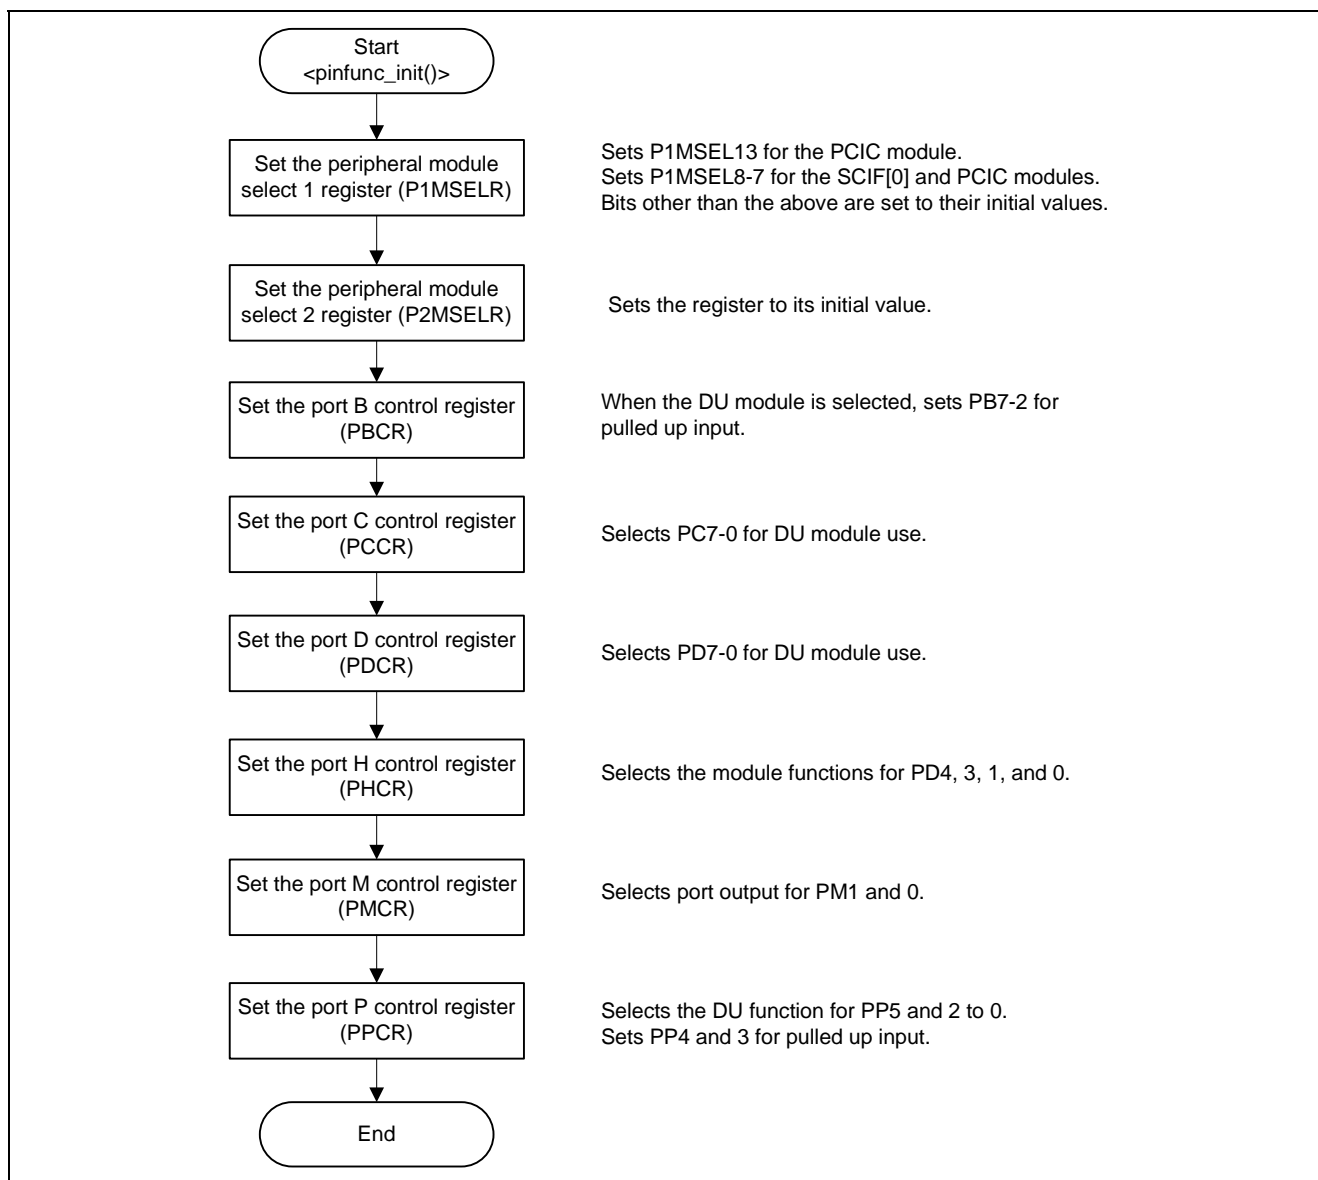 Start
<pinfunc_init()>
Set the peripheral module
select 1 register (P1MSELR)
Sets P1MSEL13 for the PCIC module.
Sets P1MSEL8-7 for the SCIF[0] and PCIC modules.
Bits other than the above are set to their initial values.
Set the peripheral module
select 2 register (P2MSELR)
Sets the register to its initial value.
Set the port B control register
(PBCR)
When the DU module is selected, sets PB7-2 for
pulled up input.
Set the port C control register
(PCCR)
Selects PC7-0 for DU module use.
Set the port D control register
(PDCR)
Selects PD7-0 for DU module use.
Set the port H control register
(PHCR)
Selects the module functions for PD4, 3, 1, and 0.
Set the port M control register
(PMCR)
Selects port output for PM1 and 0.
Set the port P control register
(PPCR)
Selects the DU function for PP5 and 2 to 0.
Sets PP4 and 3 for pulled up input.
End